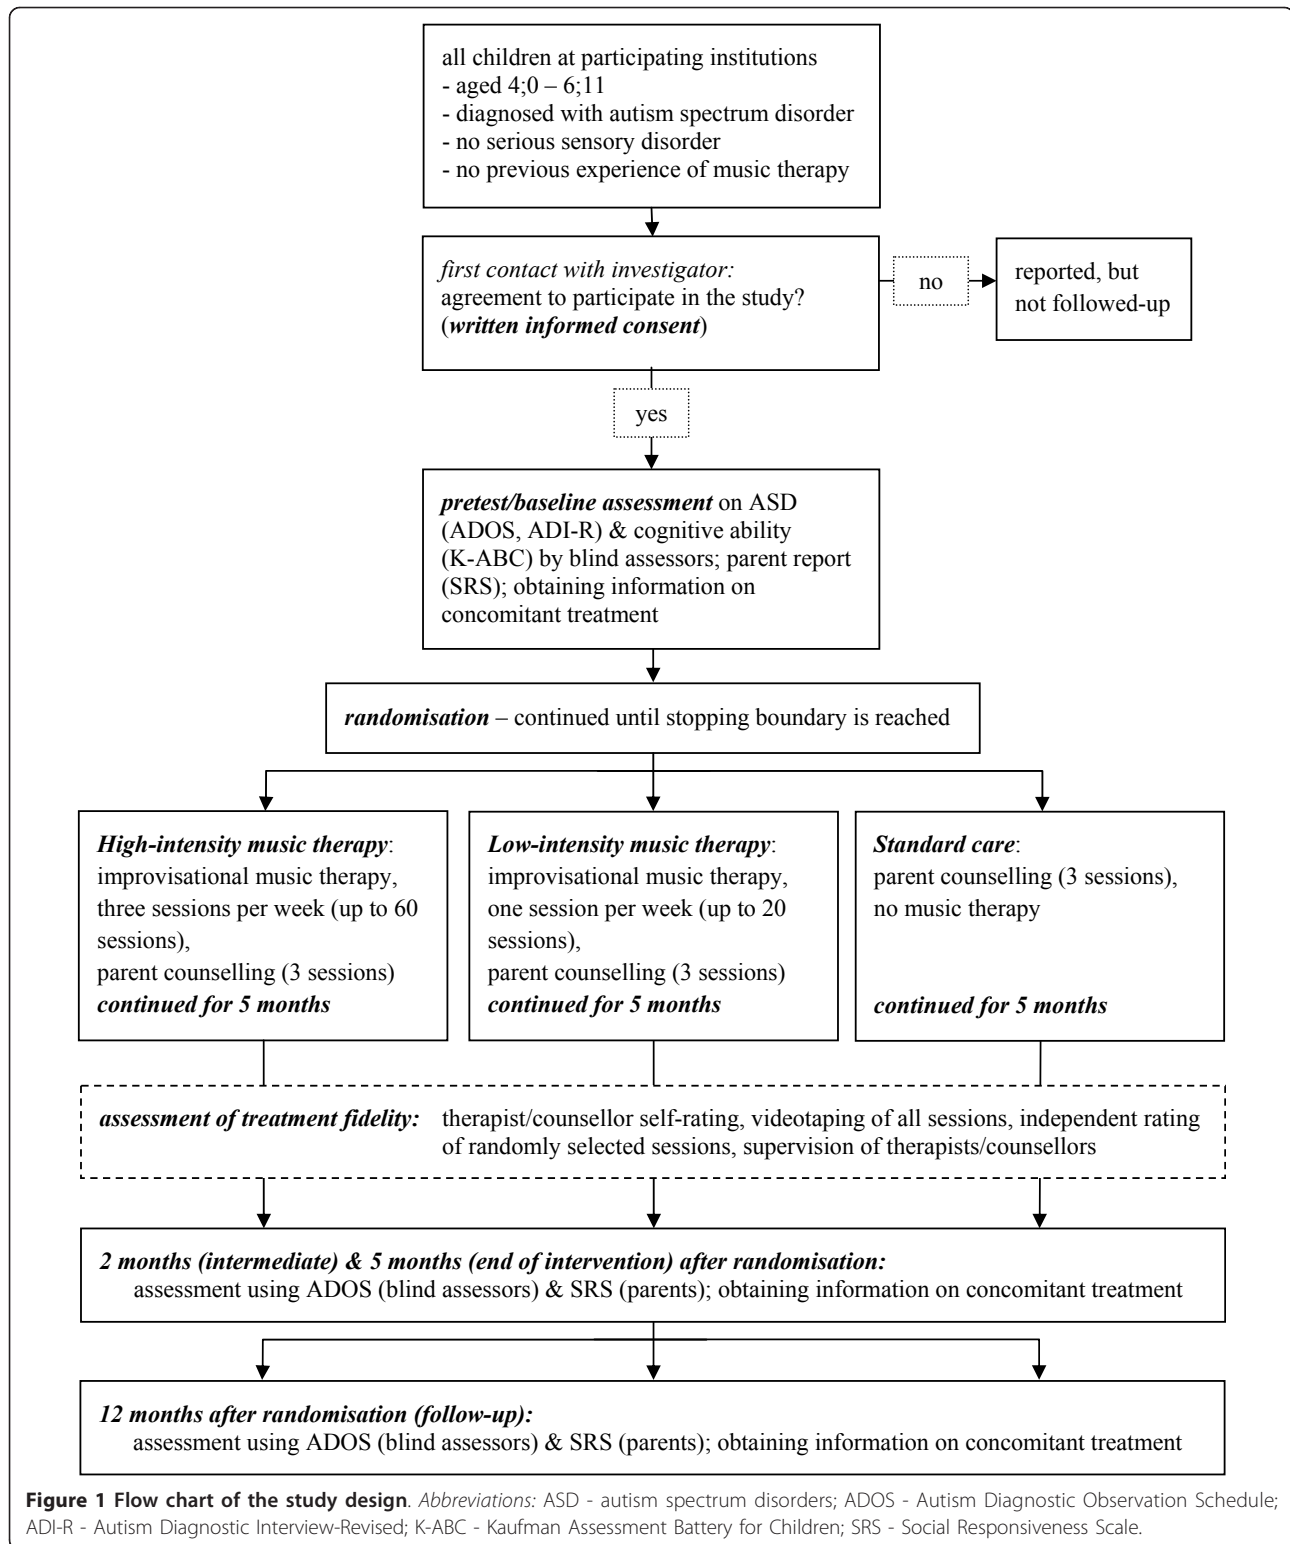 all children at participating institutions
- aged 4;0 – 6;11
- diagnosed with autism spectrum disorder
- no serious sensory disorder
- no previous experience of music therapy
first contact with investigator:
agreement to participate in the study?
(written informed consent)
no
reported, but
not followed-up
yes
pretest/baseline assessment on ASD
(ADOS, ADI-R) & cognitive ability
(K-ABC) by blind assessors; parent report
(SRS); obtaining information on
concomitant treatment
randomisation – continued until stopping boundary is reached
High-intensity music therapy:
improvisational music therapy,
three sessions per week (up to 60
sessions),
parent counselling (3 sessions)
continued for 5 months
Low-intensity music therapy:
improvisational music therapy,
one session per week (up to 20
sessions),
parent counselling (3 sessions)
continued for 5 months
Standard care:
parent counselling (3 sessions),
no music therapy
continued for 5 months
assessment of treatment fidelity: therapist/counsellor self-rating, videotaping of all sessions, independent rating
of randomly selected sessions, supervision of therapists/counsellors
2 months (intermediate) & 5 months (end of intervention) after randomisation:
assessment using ADOS (blind assessors) & SRS (parents); obtaining information on concomitant treatment
12 months after randomisation (follow-up):
assessment using ADOS (blind assessors) & SRS (parents); obtaining information on concomitant treatment
Figure 1 Flow chart of the study design. Abbreviations: ASD - autism spectrum disorders; ADOS - Autism Diagnostic Observation Schedule;
ADI-R - Autism Diagnostic Interview-Revised; K-ABC - Kaufman Assessment Battery for Children; SRS - Social Responsiveness Scale.